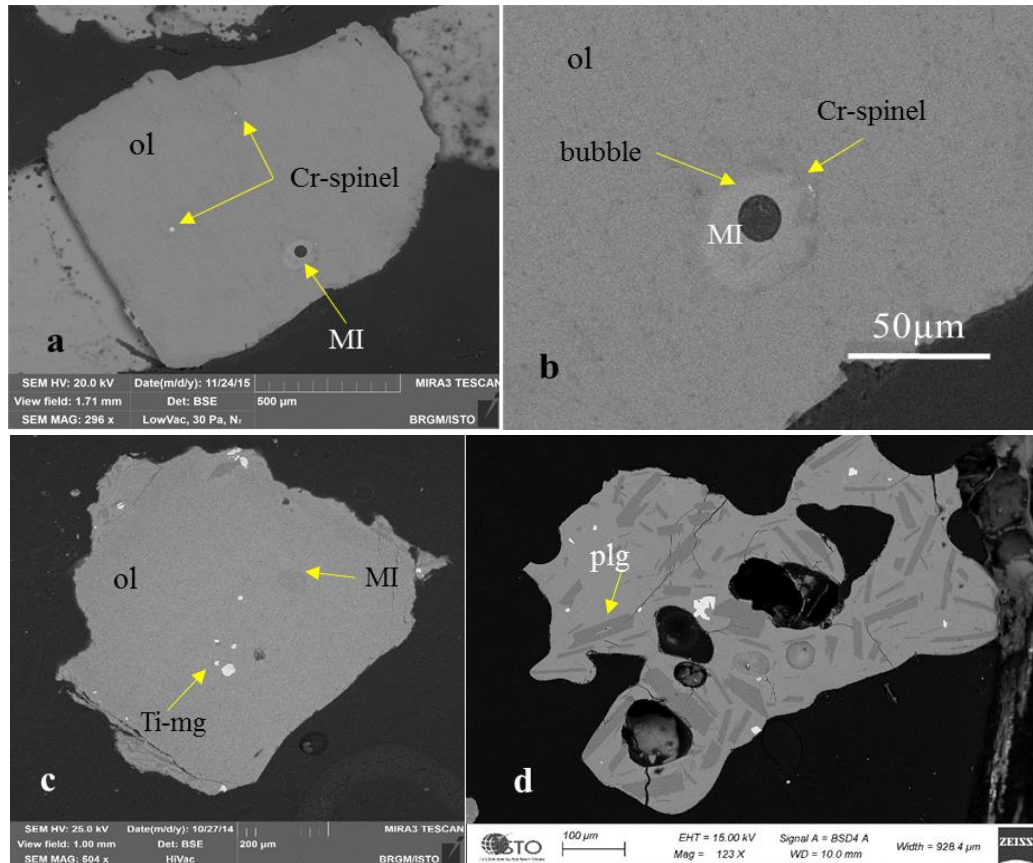 ol
Cr-spinel
MI
a
SEM HV: 20.0 kV Date(m/d/y): 11/24/15 MIRA3 TESCAN
View field: 1.71 mm Det: BSE 500 µm
SEM MAG: 296 x LowVac, 30 Pa, N₂ BRGM/ISTO
ol
Cr-spinel
bubble
MI
50µm
b
ol
MI
Ti-mg
c
SEM HV: 25.0 kV Date(m/d/y): 10/27/14 MIRA3 TESCAN
View field: 1.00 mm Det: BSE 200 µm
SEM MAG: 504 x HiVac BRGM/ISTO
plg
d
ISTO
100 µm
EHT = 15.00 kV Signal A = BSD4 A
Mag = 123 X WD = 10.0 mm Width = 928.4 µm
ZEISS